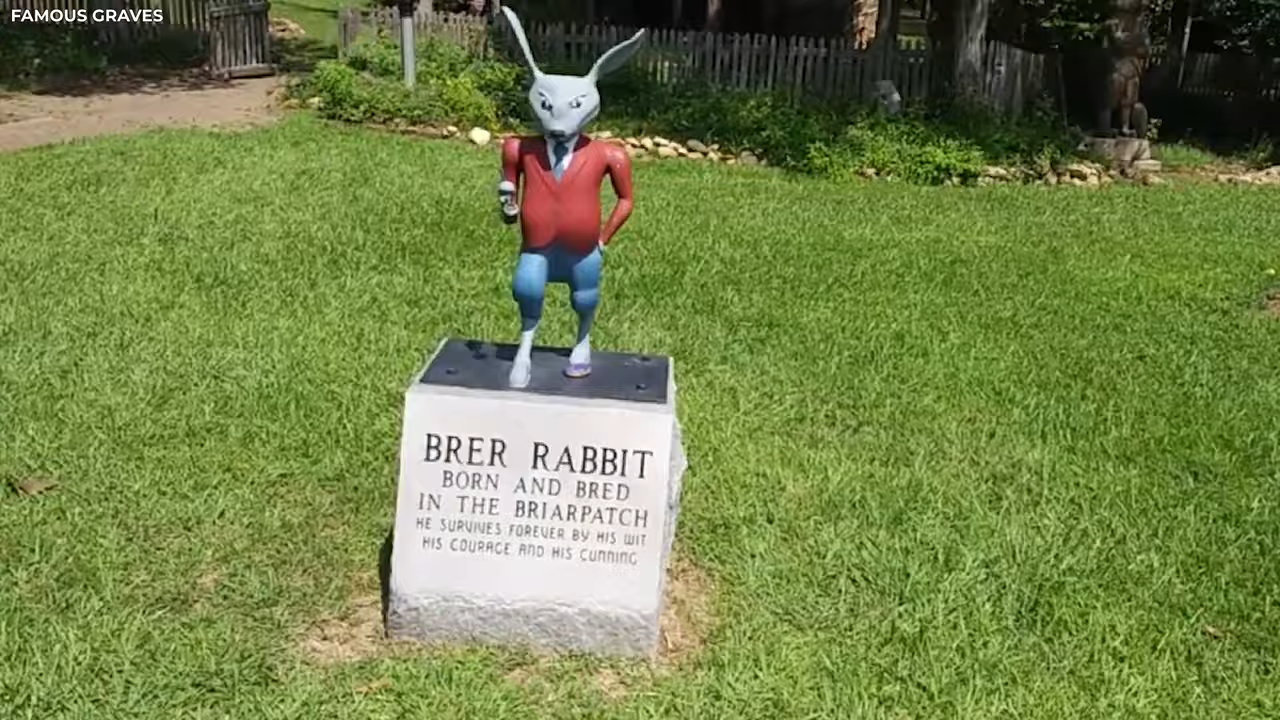 FAMOUS GRAVES
BRER RABBIT
BORN AND BRED
IN THE BRIARPATCH
HE SURVIVES FOREVER BY HIS WIT
HIS COURAGE AND HIS CUNNING